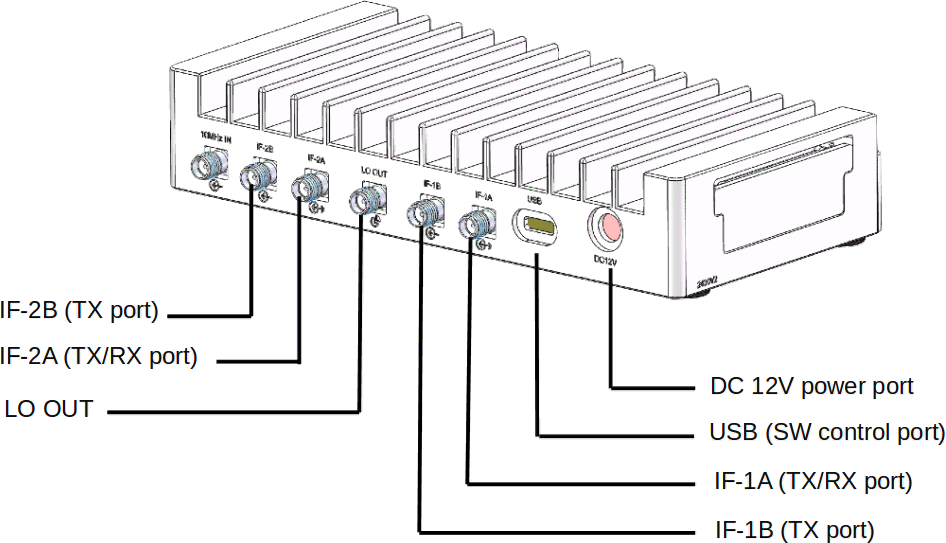 10MHz IN
IF-2B
IF-2A
LO OUT
IF-1B
IF-1A
USB
DC12V
IF-2B (TX port)
IF-2A (TX/RX port)
LO OUT
DC 12V power port
USB (SW control port)
IF-1A (TX/RX port)
IF-1B (TX port)